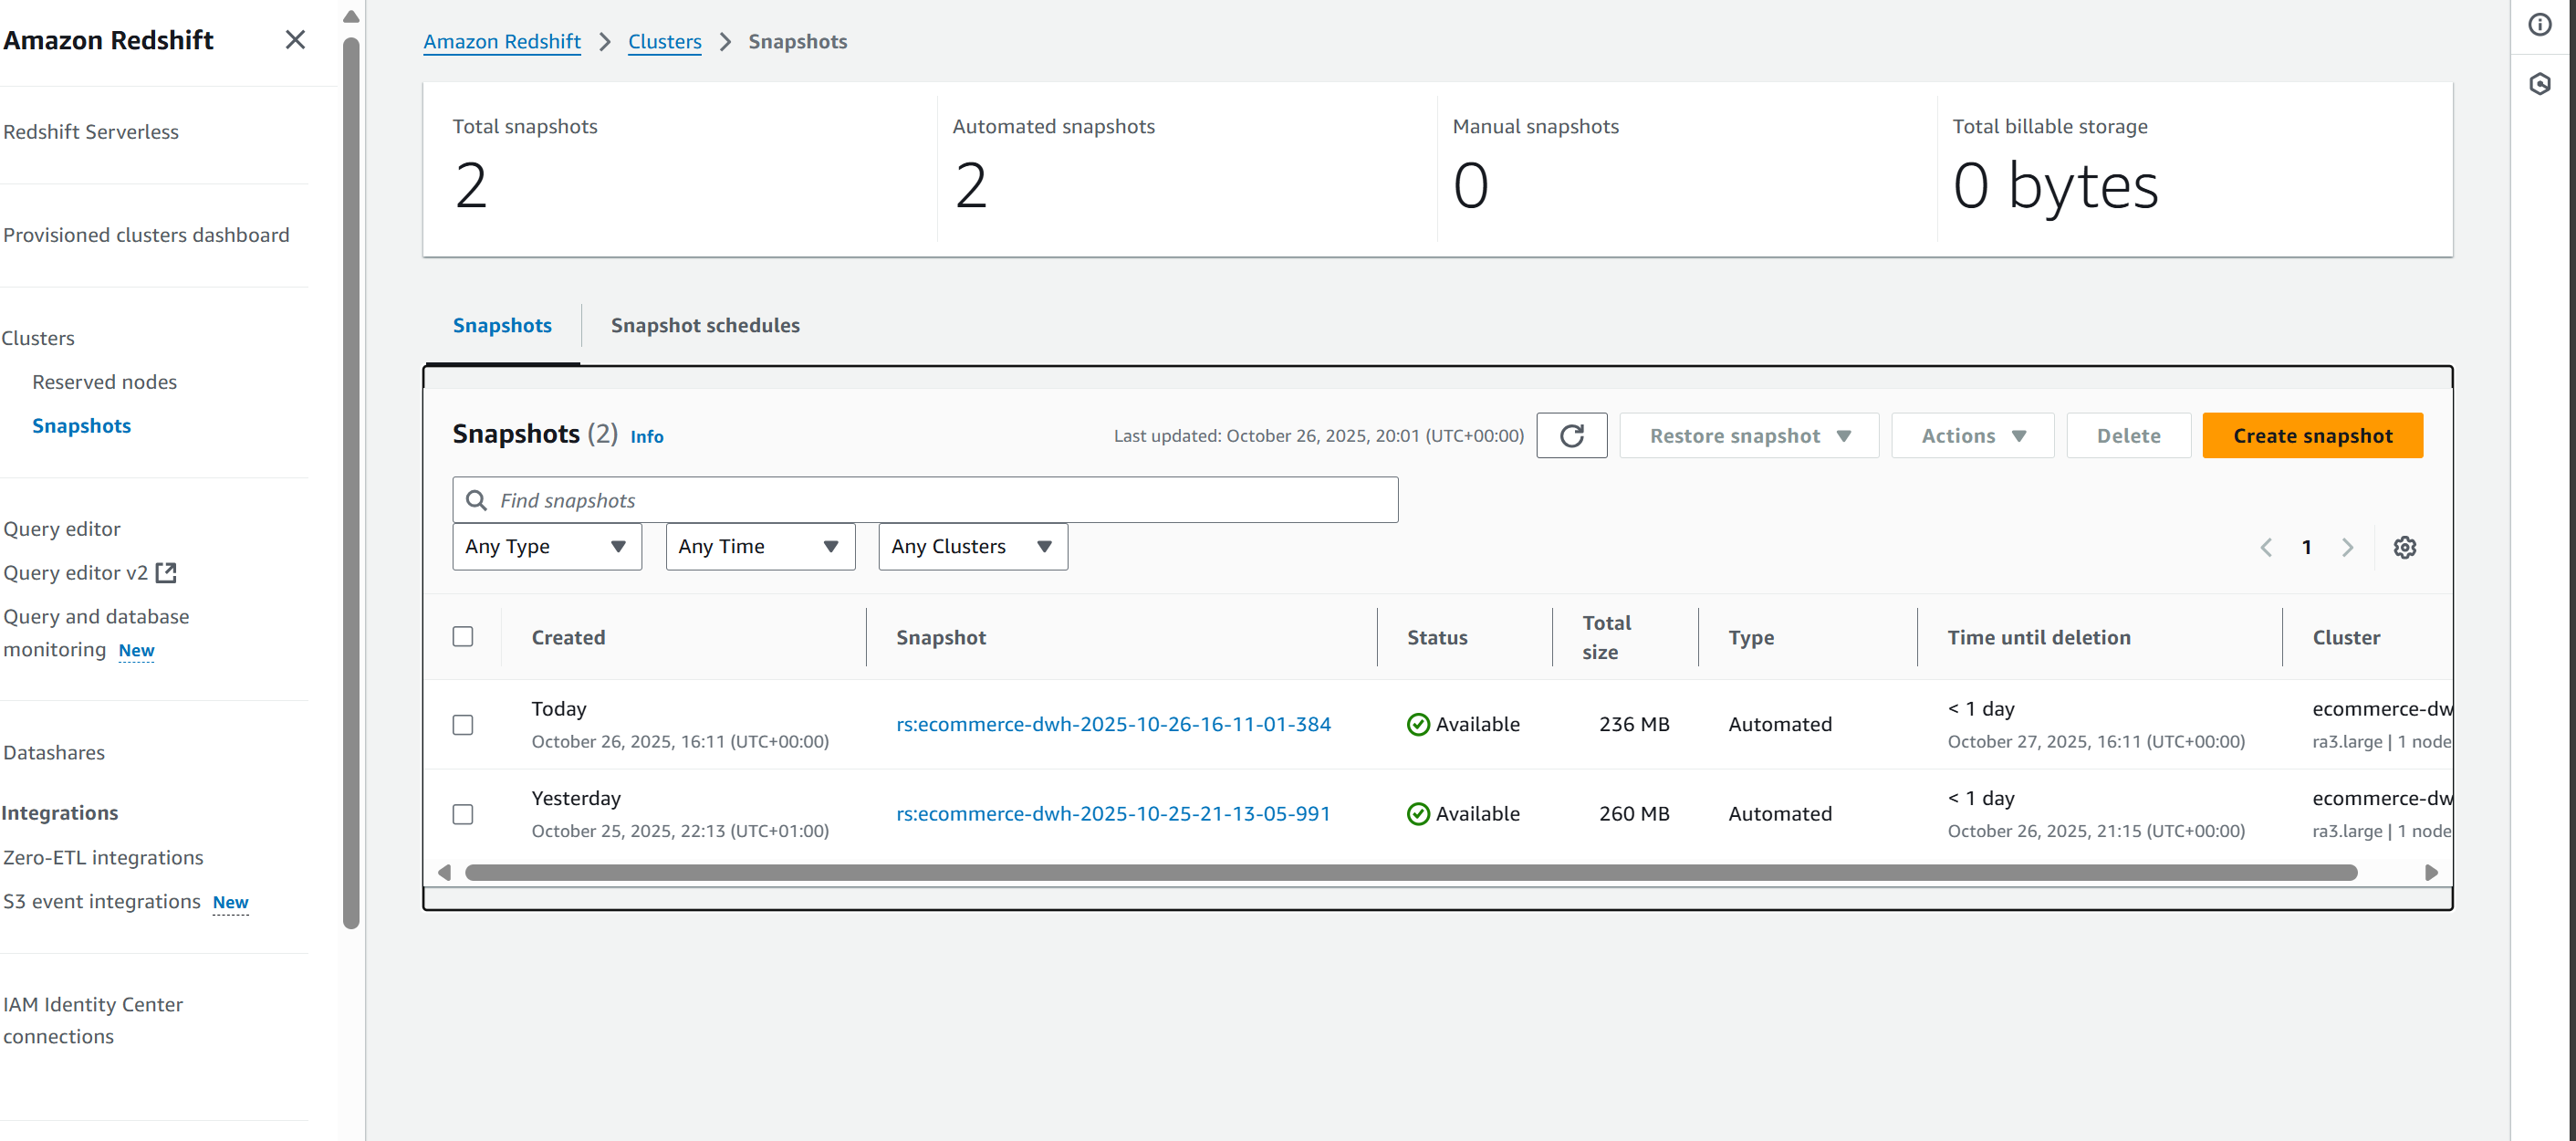 Amazon Redshift
Redshift Serverless
Provisioned clusters dashboard
Clusters
Reserved nodes
Snapshots
Query editor
Query editor v2
Query and database
monitoring New
Datashares
Integrations
Zero-ETL integrations
S3 event integrations New
IAM Identity Center
connections
Amazon Redshift > Clusters > Snapshots
Total snapshots
2
Automated snapshots
2
Manual snapshots
0
Total billable storage
0 bytes
Snapshots Snapshot schedules
Snapshots (2) Info Last updated: October 26, 2025, 20:01 (UTC+00:00) Restore snapshot Actions Delete Create snapshot
Find snapshots
Any Type Any Time Any Clusters 1
Created Snapshot Status Total size Type Time until deletion Cluster
Today
October 26, 2025, 16:11 (UTC+00:00)
rs:ecommerce-dwh-2025-10-26-16-11-01-384
Available
236 MB
Automated
< 1 day
October 27, 2025, 16:11 (UTC+00:00)
ecommerce-dw
ra3.large | 1 node
Yesterday
October 25, 2025, 22:13 (UTC+01:00)
rs:ecommerce-dwh-2025-10-25-21-13-05-991
Available
260 MB
Automated
< 1 day
October 26, 2025, 21:15 (UTC+00:00)
ecommerce-dw
ra3.large | 1 node